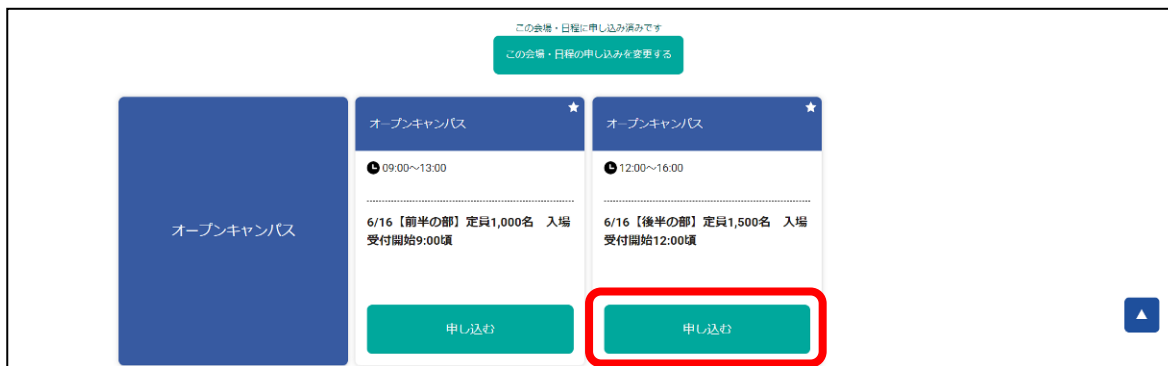 この会場・日程に申し込み済みです
この会場・日程の申し込みを変更する
オープンキャンパス
オープンキャンパス
09:00～13:00
6/16【前半の部】定員1,000名　入場
受付開始9:00頃
申し込む
オープンキャンパス
12:00～16:00
6/16【後半の部】定員1,500名　入場
受付開始12:00頃
申し込む